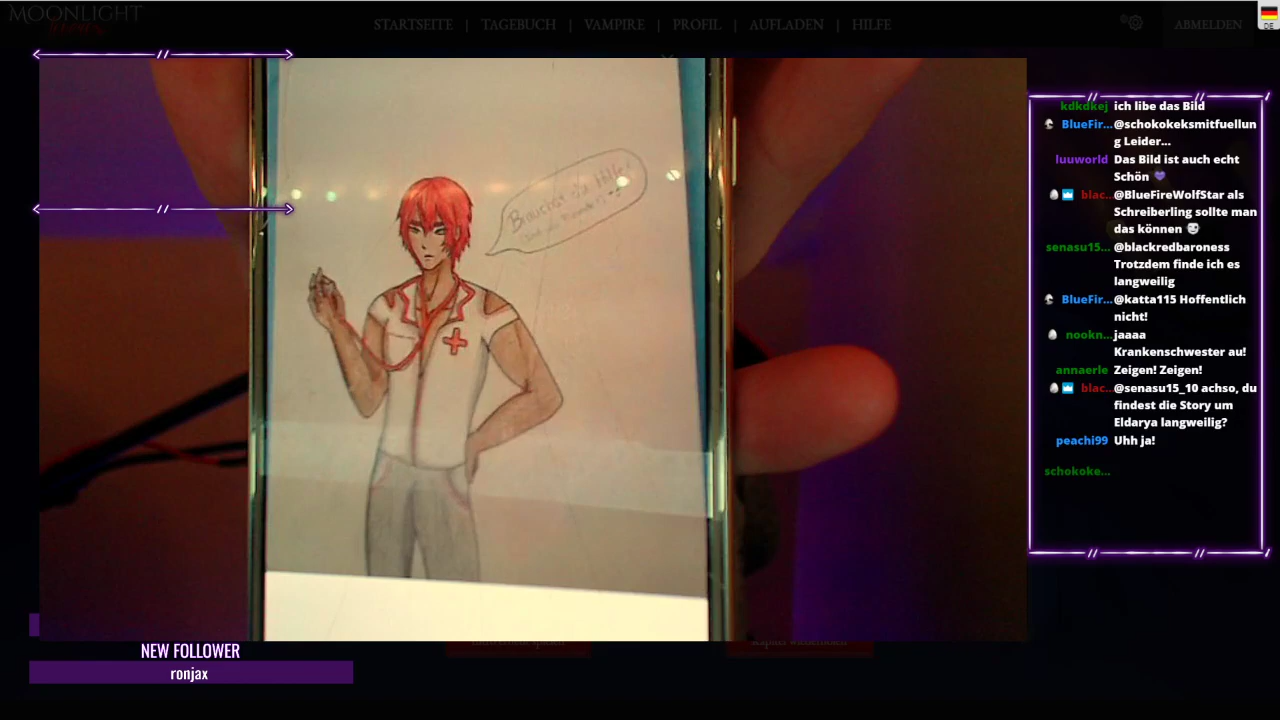 MOONLIGHT
STARTSEITE | TAGEBUCH | VAMPIRE | PROFIL | AUFLADEN | HILFE
ABMELDEN
DE
Brauchst du Hilfe?
kdkdkej ich libe das Bild
BlueFir... @schokokeksmitfuellun
g Leider...
luuworld Das Bild ist auch echt
Schön
blac... @BlueFireWolfStar als
Schreiberling sollte man
das können
senasu15... @blackredbaroness
Trotzdem finde ich es
langweilig
BlueFir... @katta115 Hoffentlich
nicht!
nookn... jaaaa
Krankenschwester au!
annaerle Zeigen! Zeigen!
blac... @senasu15_10 achso, du
findest die Story um
Eldarya langweilig?
peachi99 Uhh ja!
schokoke...
NEW FOLLOWER
ronjax